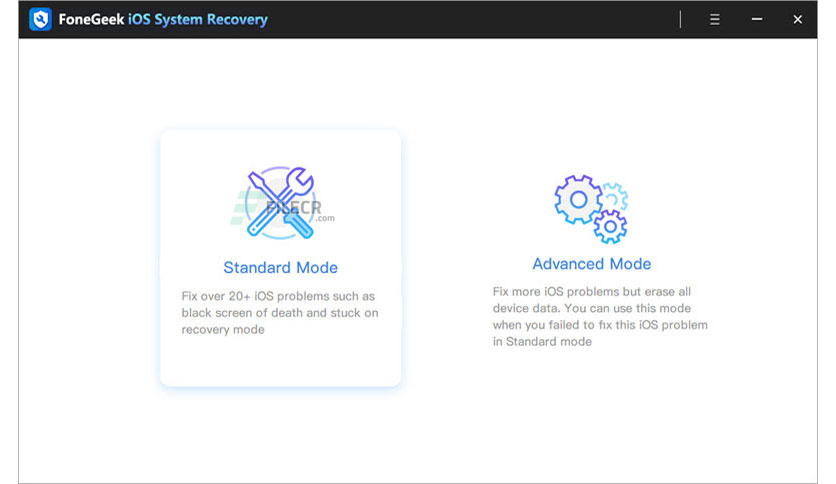 FoneGeek iOS System Recovery
FILECR
.com
Standard Mode
Fix over 20+ iOS problems such as
black screen of death and stuck on
recovery mode
Advanced Mode
Fix more iOS problems but erase all
device data. You can use this mode
when you failed to fix this iOS problem
in Standard mode